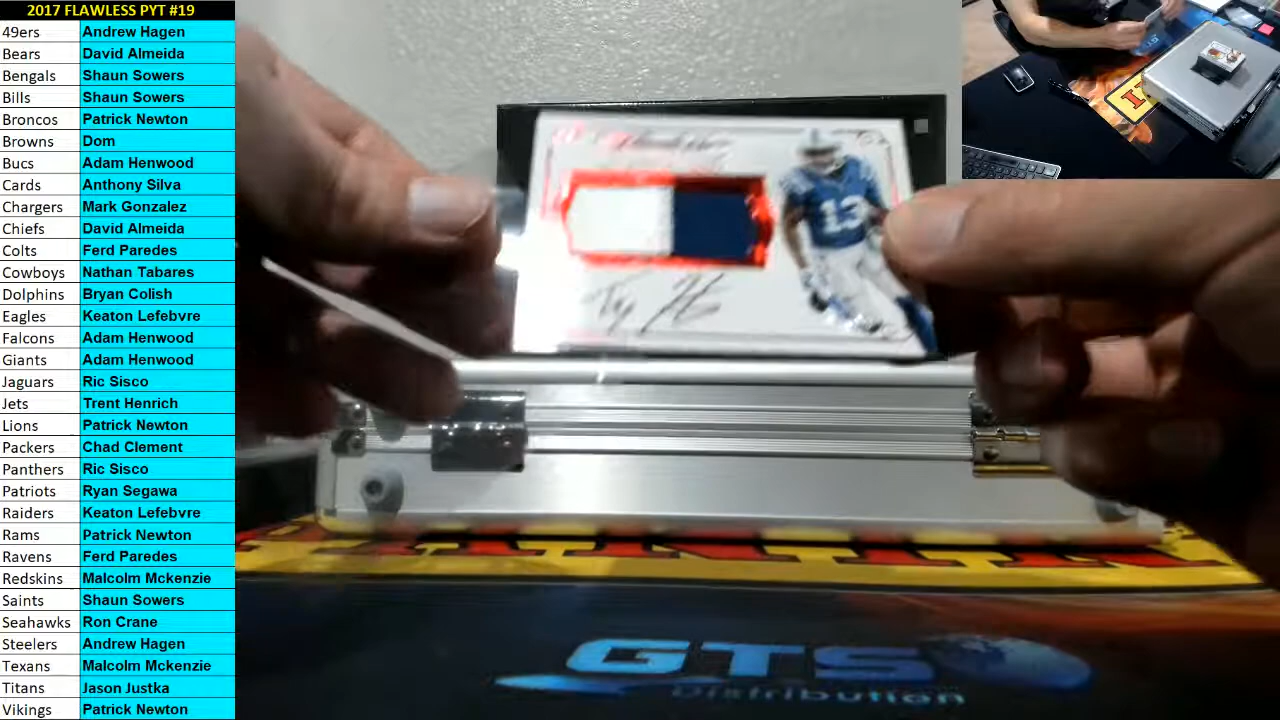 2017 FLAWLESS PYT #19
49ers Andrew Hagen
Bears David Almeida
Bengals Shaun Sowers
Bills Shaun Sowers
Broncos Patrick Newton
Browns Dom
Bucs Adam Henwood
Cards Anthony Silva
Chargers Mark Gonzalez
Chiefs David Almeida
Colts Ferd Paredes
Cowboys Nathan Tabares
Dolphins Bryan Colish
Eagles Keaton Lefebvre
Falcons Adam Henwood
Giants Adam Henwood
Jaguars Ric Sisco
Jets Trent Henrich
Lions Patrick Newton
Packers Chad Clement
Panthers Ric Sisco
Patriots Ryan Segawa
Raiders Keaton Lefebvre
Rams Patrick Newton
Ravens Ferd Paredes
Redskins Malcolm Mckenzie
Saints Shaun Sowers
Seahawks Ron Crane
Steelers Andrew Hagen
Texans Malcolm Mckenzie
Titans Jason Justka
Vikings Patrick Newton
13
GTS
Distribution